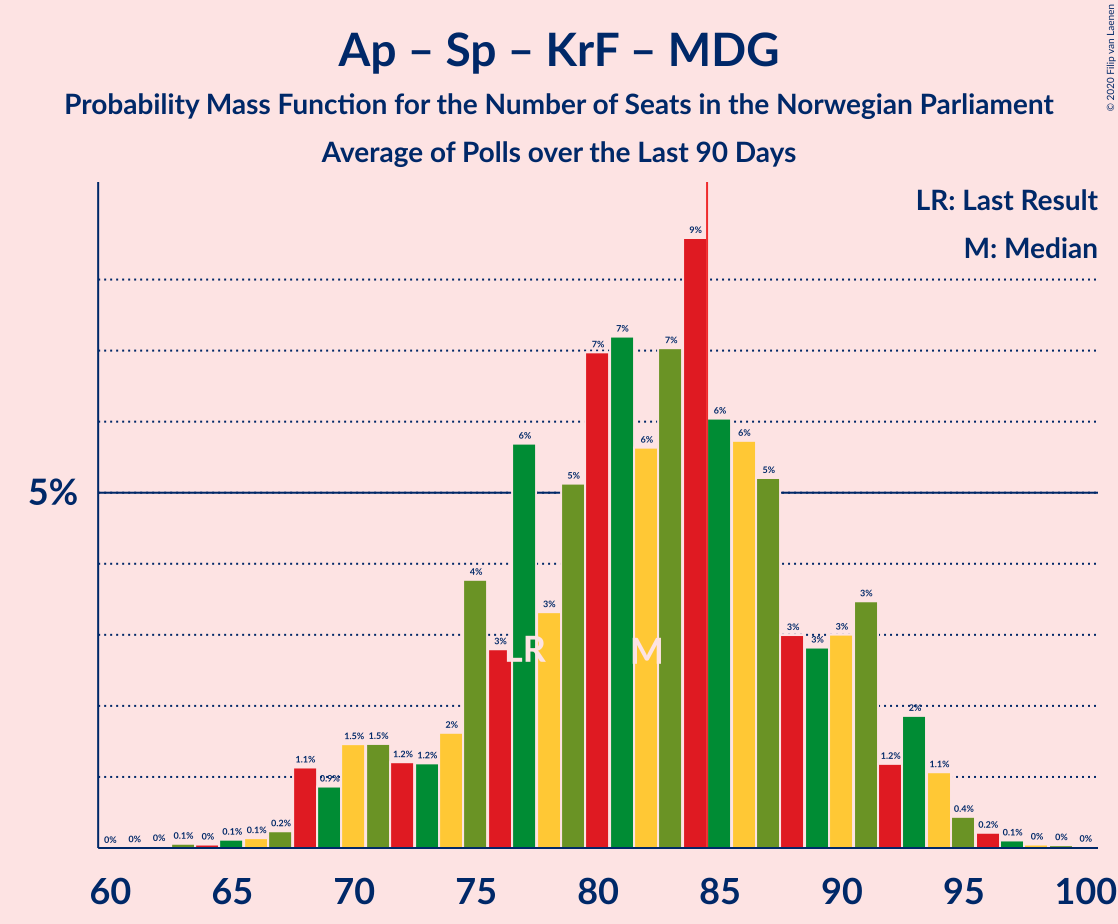 Ap – Sp – KrF – MDG
Probability Mass Function for the Number of Seats in the Norwegian Parliament
Average of Polls over the Last 90 Days
© 2020 Filip van Laenen
LR: Last Result
M: Median
5%
0% 0% 0% 0.1% 0% 0.1% 0.1% 0.2% 1.1% 0.9% 1.5% 1.5% 1.2% 1.2% 2% 4% 3% 6% 3% 5% 7% 7% 6% 7% 9% 6% 6% 5% 3% 3% 3% 3% 1.2% 2% 1.1% 0.4% 0.2% 0.1% 0% 0% 0%
LR M
60 65 70 75 80 85 90 95 100